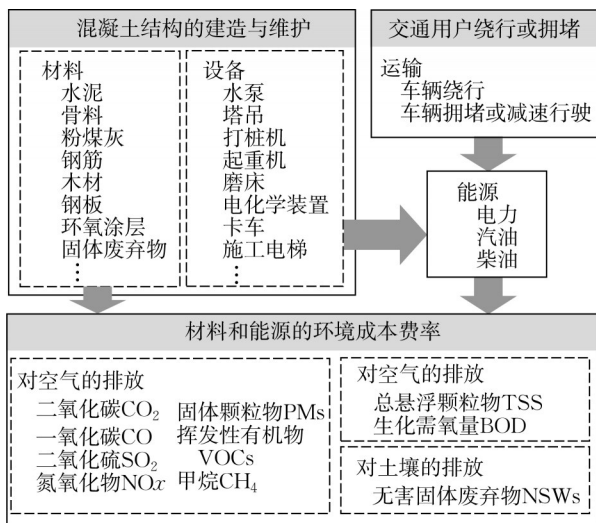 混凝土结构的建造与维护
材料
水泥
骨料
粉煤灰
钢筋
木材
钢板
环氧涂层
固体废弃物
⋮
设备
水泵
塔吊
打桩机
起重机
磨床
电化学装置
卡车
施工电梯
⋮
交通用户绕行或拥堵
运输
车辆绕行
车辆拥堵或减速行驶
能源
电力
汽油
柴油
材料和能源的环境成本费率
对空气的排放
二氧化碳CO₂
一氧化碳CO
二氧化硫SO₂
氮氧化物NOx
固体颗粒物PMs
挥发性有机物
VOCs
甲烷CH₄
对空气的排放
总悬浮颗粒物TSS
生化需氧量BOD
对土壤的排放
无害固体废弃物NSWs